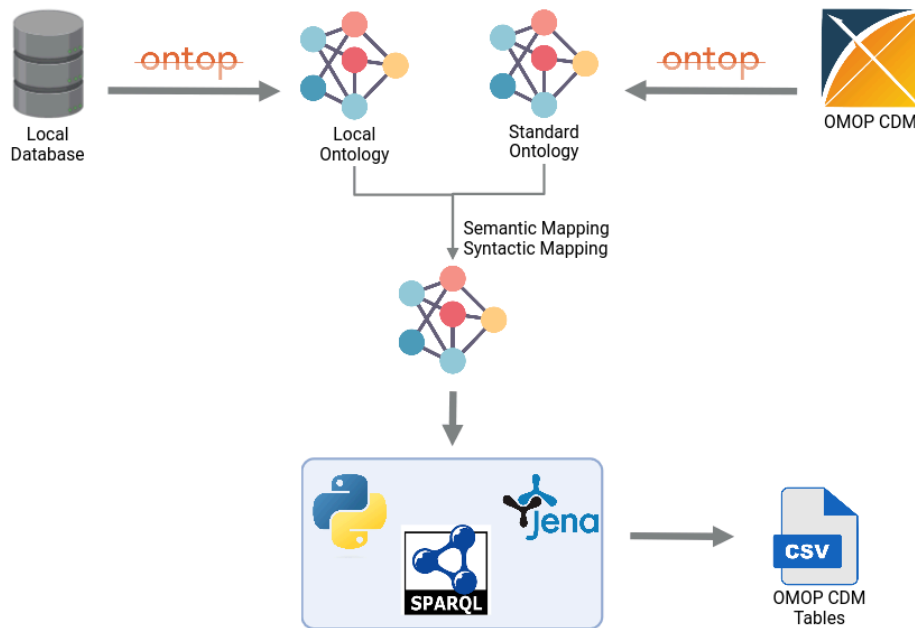 ontop
ontop
Local
Database
Local
Ontology
Standard
Ontology
OMOP CDM
Semantic Mapping
Syntactic Mapping
Jena
SPARQL
CSV
OMOP CDM
Tables